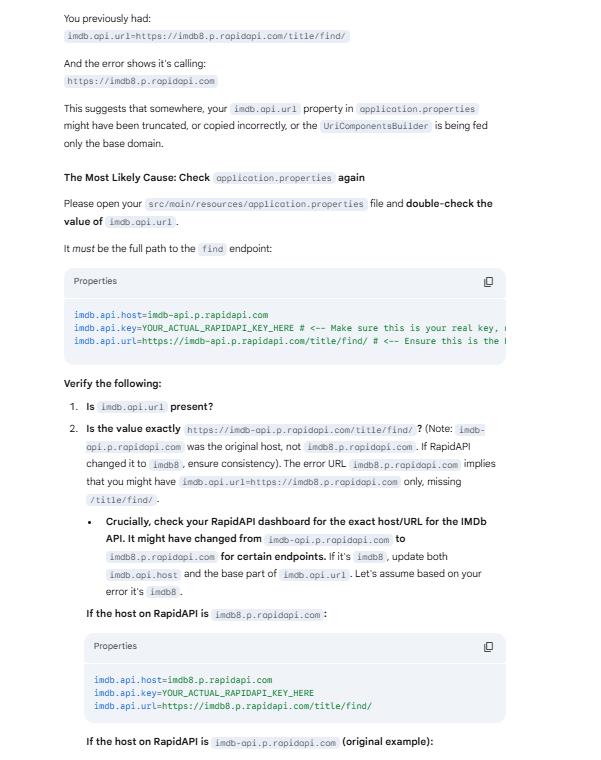 You previously had:
imdb.api.url=https://imdb8.p.rapidapi.com/title/find/
And the error shows it's calling:
https://imdb8.p.rapidapi.com
This suggests that somewhere, your imdb.api.url property in application.properties
might have been truncated, or copied incorrectly, or the UriComponentsBuilder is being fed
only the base domain.
The Most Likely Cause: Check application.properties again
Please open your src/main/resources/application.properties file and double-check the
value of imdb.api.url.
It must be the full path to the find endpoint:
Properties
imdb.api.host=imdb-api.p.rapidapi.com
imdb.api.key=YOUR_ACTUAL_RAPIDAPI_KEY_HERE # <-- Make sure this is your real key,
imdb.api.url=https://imdb-api.p.rapidapi.com/title/find/ # <-- Ensure this is the
Verify the following:
1. Is imdb.api.url present?
2. Is the value exactly https://imdb-api.p.rapidapi.com/title/find/ ? (Note: imdb-
api.p.rapidapi.com was the original host, not imdb8.p.rapidapi.com. If RapidAPI
changed it to imdb8, ensure consistency). The error URL imdb8.p.rapidapi.com implies
that you might have imdb.api.url=https://imdb8.p.rapidapi.com only, missing
/title/find/.
• Crucially, check your RapidAPI dashboard for the exact host/URL for the IMDb
API. It might have changed from imdb-api.p.rapidapi.com to
imdb8.p.rapidapi.com for certain endpoints. If it's imdb8, update both
imdb.api.host and the base part of imdb.api.url. Let's assume based on your
error it's imdb8.
If the host on RapidAPI is imdb8.p.rapidapi.com:
Properties
imdb.api.host=imdb8.p.rapidapi.com
imdb.api.key=YOUR_ACTUAL_RAPIDAPI_KEY_HERE
imdb.api.url=https://imdb8.p.rapidapi.com/title/find/
If the host on RapidAPI is imdb-api.p.rapidapi.com (original example):